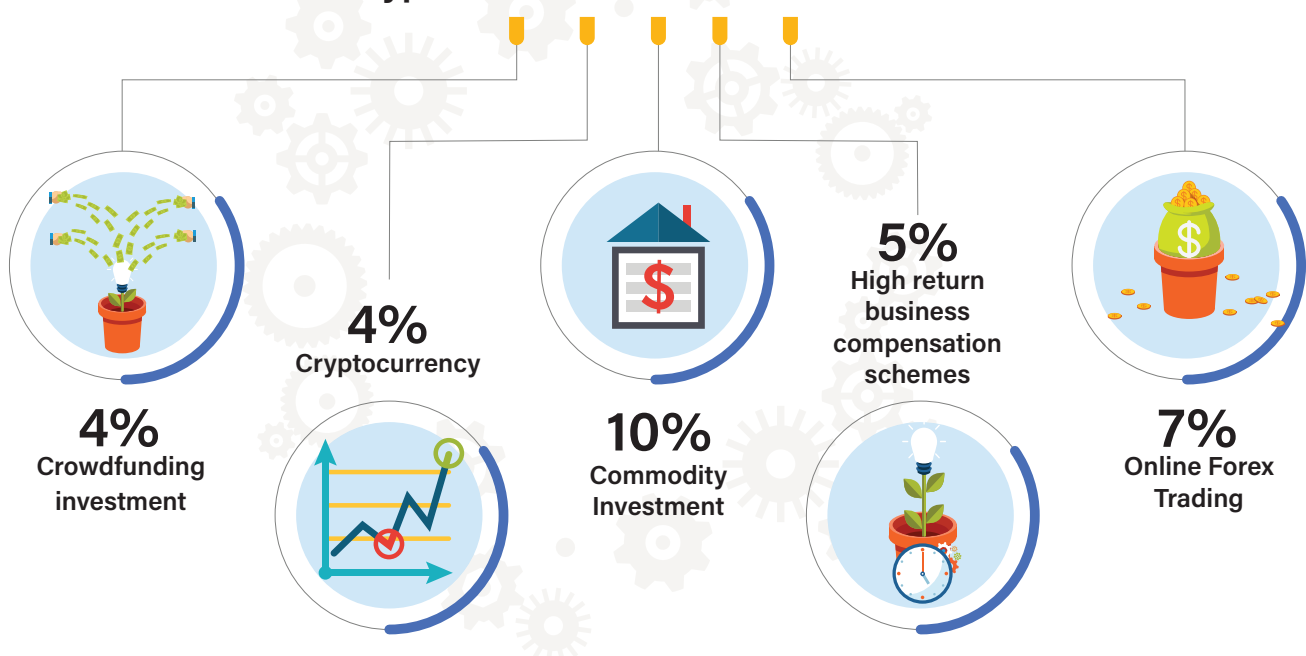 4%
Crowdfunding
investment
4%
Cryptocurrency
$
10%
Commodity
Investment
5%
High return
business
compensation
schemes
$
7%
Online Forex
Trading